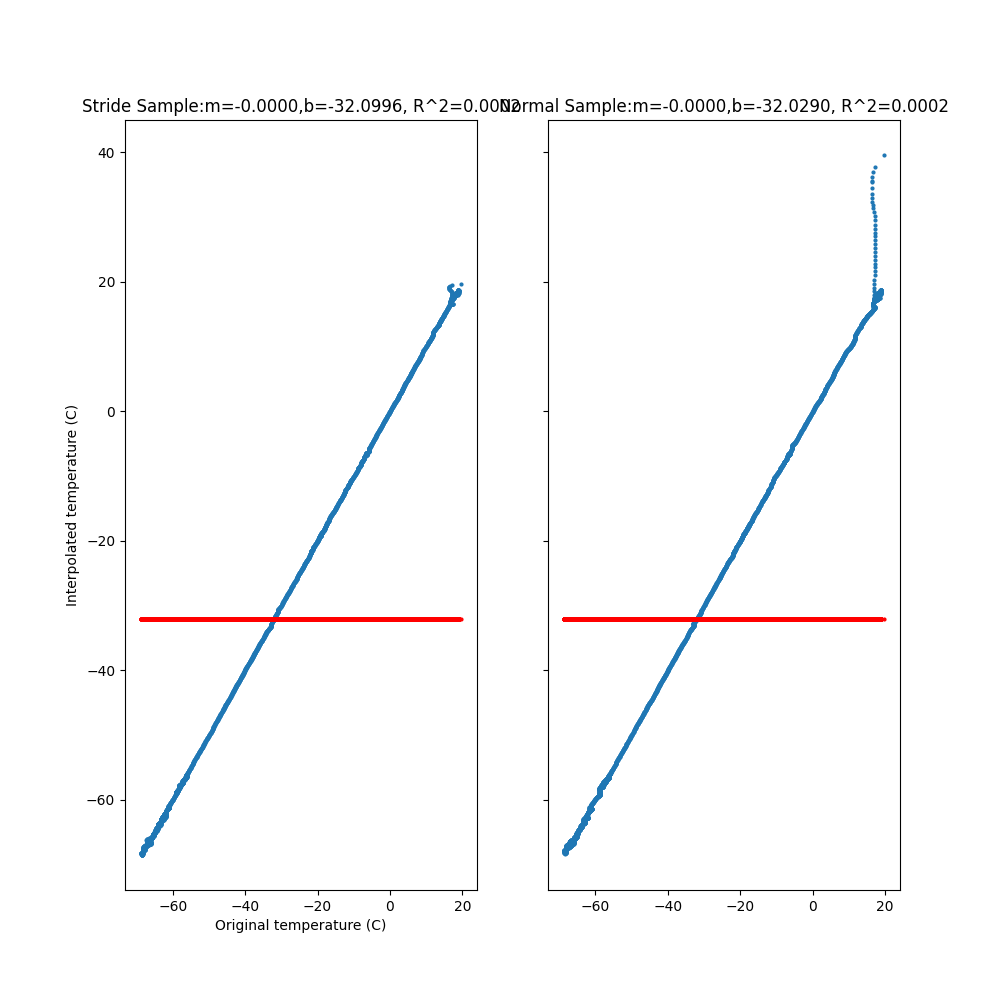 Stride Sample:m=-0.0000,b=-32.0996, R^2=0.0002
Normal Sample:m=-0.0000,b=-32.0290, R^2=0.0002
40
20
0
−20
−40
−60
Interpolated temperature (C)
−60 −40 −20 0 20
−60 −40 −20 0 20
Original temperature (C)